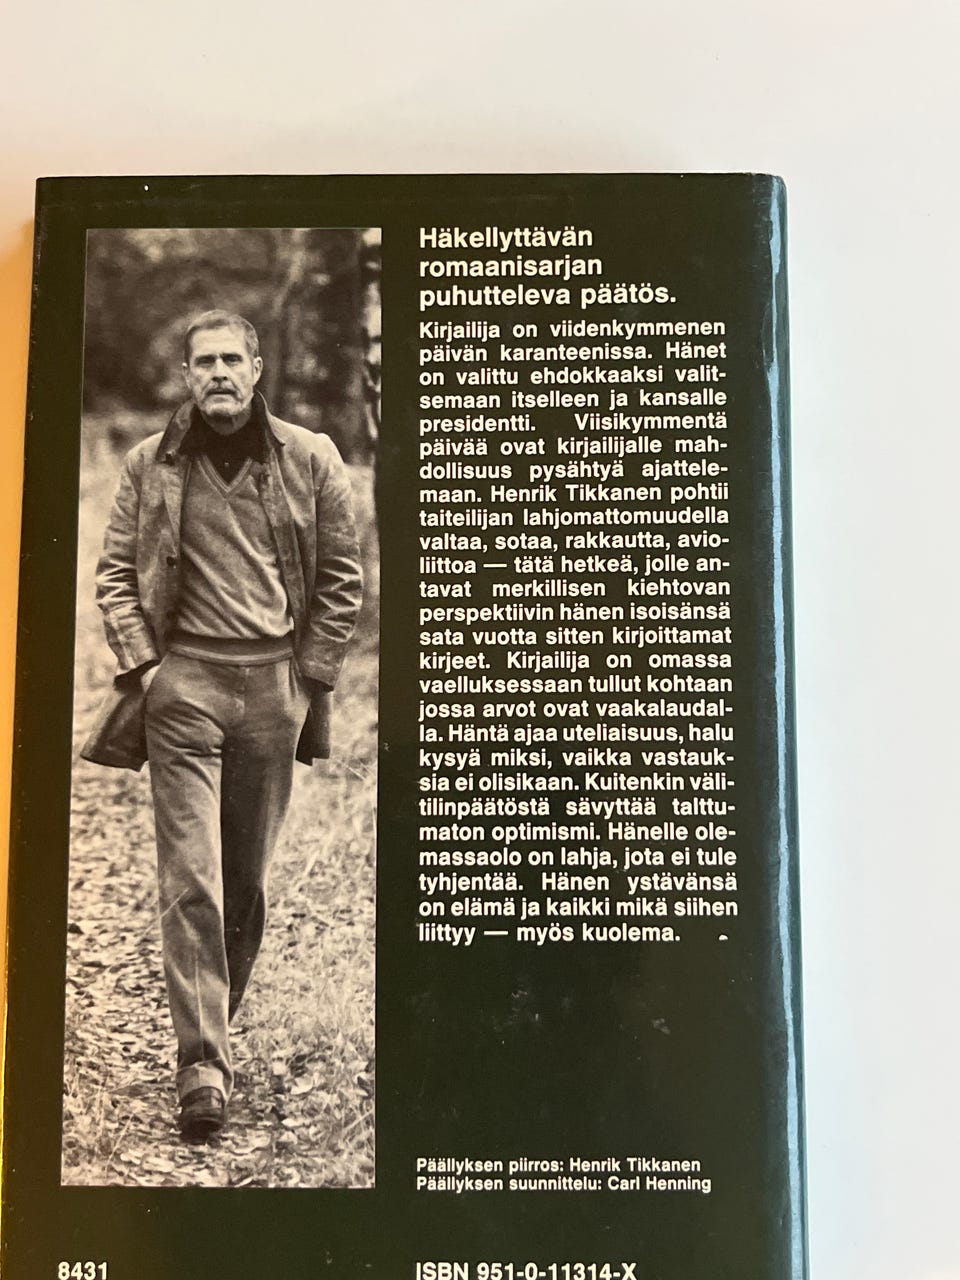 Häkellyttävän
romaanisarjan
puhutteleva päätös.
Kirjailija on viidenkymmenen
päivän karanteenissa. Hänet
on valittu ehdokkaaksi valit-
semaan itselleen ja kansalle
presidentti. Viisikymmentä
päivää ovat kirjailijalle mah-
dollisuus pysähtyä ajattele-
maan. Henrik Tikkanen pohtii
taiteilijan lahjomattomuudella
valtaa, sotaa, rakkautta, avio-
liittoa — tätä hetkeä, jolle an-
tavat merkillisen kiehtovan
perspektiivin hänen isoisänsä
sata vuotta sitten kirjoittamat
kirjeet. Kirjailija on omassa
vaelluksessaan tullut kohtaan
jossa arvot ovat vaakalaudal-
la. Häntä ajaa uteliaisuus, halu
kysyä miksi, vaikka vastauk-
sia ei olisikaan. Kuitenkin väli-
tilinpäätöstä sävyttää talttu-
maton optimismi. Hänelle ole-
massaolo on lahja, jota ei tule
tyhjentää. Hänen ystävänsä
on elämä ja kaikki mikä siihen
liittyy — myös kuolema.
Päällyksen piirros: Henrik Tikkanen
Päällyksen suunnittelu: Carl Henning
8431
ISBN 951-0-11314-X